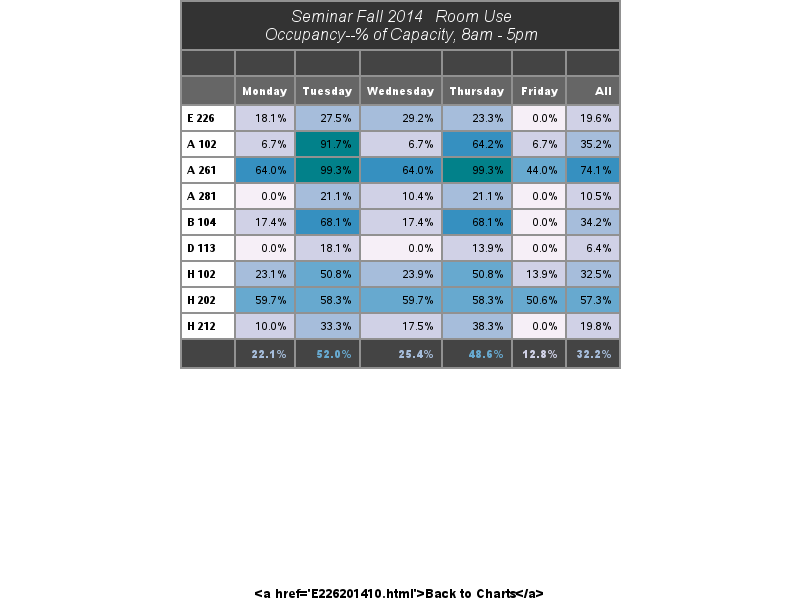 Seminar Fall 2014   Room Use
Occupancy--% of Capacity, 8am - 5pm
Monday Tuesday Wednesday Thursday Friday All
E 226 18.1% 27.5% 29.2% 23.3% 0.0% 19.6%
A 102 6.7% 91.7% 6.7% 64.2% 6.7% 35.2%
A 261 64.0% 99.3% 64.0% 99.3% 44.0% 74.1%
A 281 0.0% 21.1% 10.4% 21.1% 0.0% 10.5%
B 104 17.4% 68.1% 17.4% 68.1% 0.0% 34.2%
D 113 0.0% 18.1% 0.0% 13.9% 0.0% 6.4%
H 102 23.1% 50.8% 23.9% 50.8% 13.9% 32.5%
H 202 59.7% 58.3% 59.7% 58.3% 50.6% 57.3%
H 212 10.0% 33.3% 17.5% 38.3% 0.0% 19.8%
22.1% 52.0% 25.4% 48.6% 12.8% 32.2%
&lt;a href='E226201410.html'&gt;Back to Charts&lt;/a&gt;